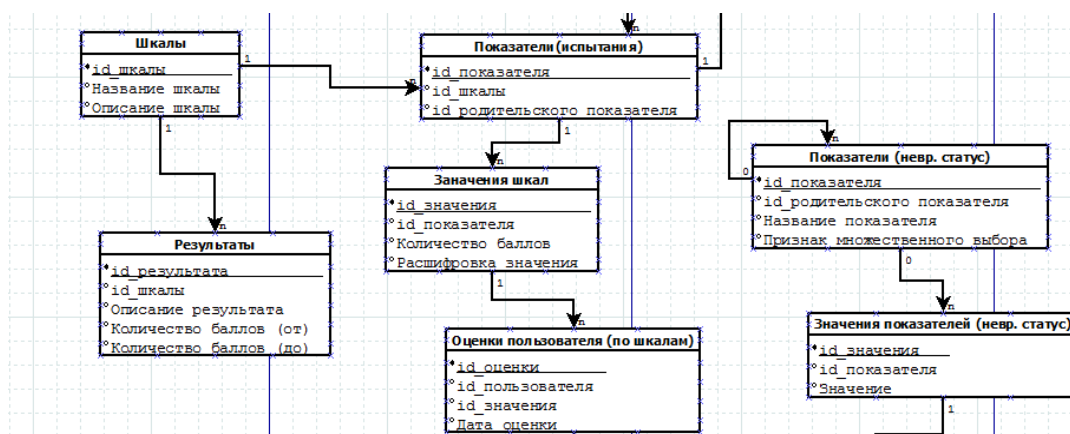 Шкалы
id_шкалы
Название шкалы
Описание шкалы
1
1
n
n
Показатели(испытания)
id_показателя
id_шкалы
id_родительского показателя
1
n
1
n
Заначения шкал
id_значения
id_показателя
Количество баллов
Расшифровка значения
1
n
Результаты
id_результата
id_шкалы
Описание результата
Количество баллов (от)
Количество баллов (до)
Оценки пользователя (по шкалам)
id_оценки
id_пользователя
id_значения
Дата оценки
n
0
Показатели (невр. статус)
id_показателя
id_родительского показателя
Название показателя
Признак множественного выбора
0
n
Значения показателей (невр. статус)
id_значения
id_показателя
Значение
1